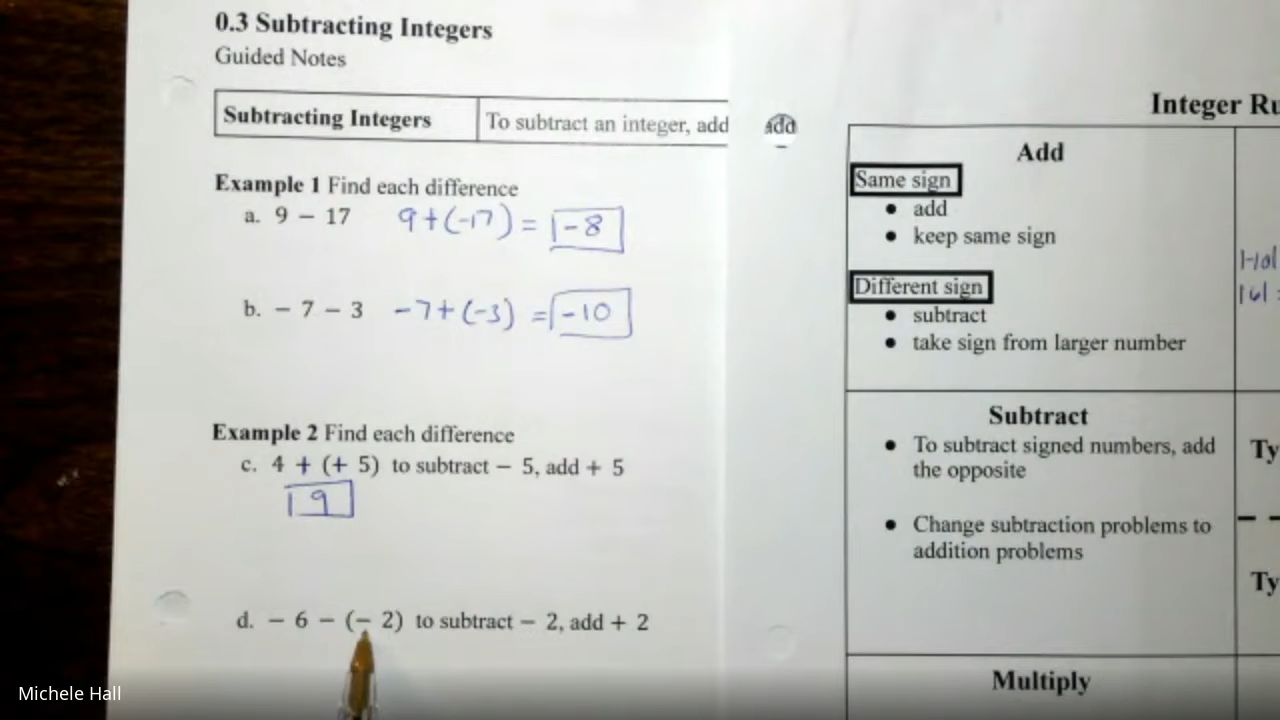 0.3 Subtracting Integers
Guided Notes
Subtracting Integers To subtract an integer, add
add
Example 1 Find each difference
a. 9 − 17 9+(-17) = -8
b. − 7 − 3 -7+(-3) = -10
Example 2 Find each difference
c. 4 + (+ 5) to subtract − 5, add + 5
9
d. − 6 − (− 2) to subtract − 2, add + 2
Integer Ru
Add
Same sign
● add
● keep same sign
Different sign
● subtract
● take sign from larger number
|-10|
|6| =
Subtract
● To subtract signed numbers, add
the opposite
● Change subtraction problems to
addition problems
Ty
Ty
Multiply
Michele Hall